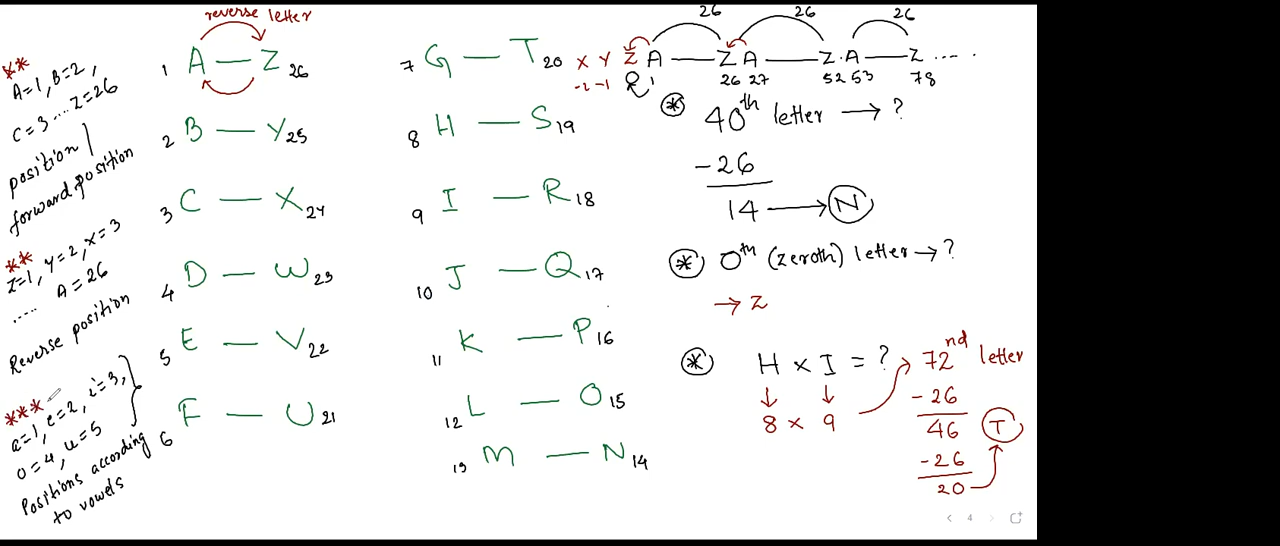 reverse letter
**
A=1, B=2,
C=3 .... Z=26
position /
forward position
**
Z=1, Y=2, X=3
..... A=26
Reverse position
***
a=1, e=2, i=3,
o=4, u=5
Positions according
to vowels
1 A — Z 26
2 B — Y 25
3 C — X 24
4 D — W 23
5 E — V 22
6 F — U 21
7 G — T 20
8 H — S 19
9 I — R 18
10 J — Q 17
11 K — P 16
12 L — O 15
13 M — N 14
26 26 26
X Y Z A — Z A — Z. A — Z ....
-2 -1 0 1 26 27 52 53 78
* 40th letter → ?
-26
14 → N
* 0th (zeroth) letter → ?
→ Z
* H × I = ? 72nd letter
↓ ↓ -26
8 × 9 46 T
-26
20
< 4 >